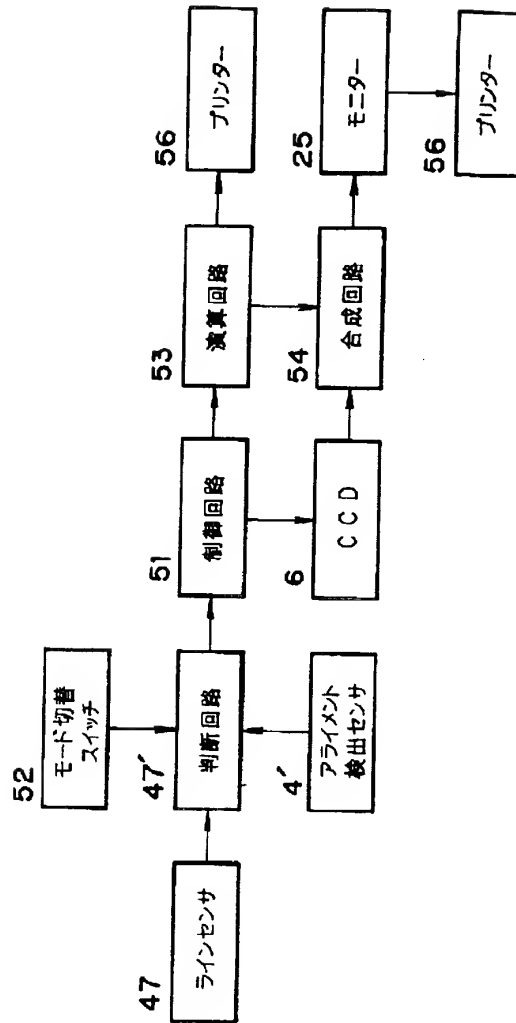 47
ラインセンサ
52
モード切替
スイッチ
47′
判断回路
4′
アライメント
検出センサ
51
制御回路
6
CCD
53
演算回路
54
合成回路
56
プリンター
25
モニター
56
プリンター